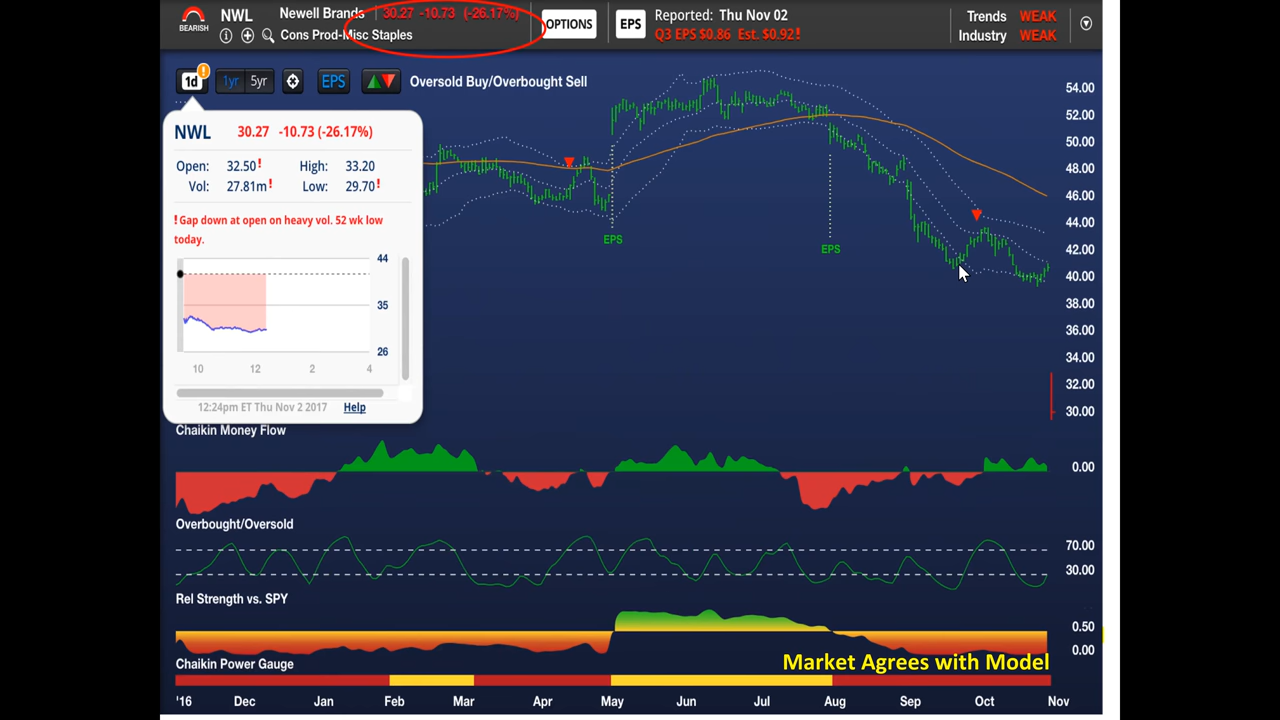 BEARISH
NWL
Newell Brands
30.27 -10.73 (-26.17%)
Cons Prod-Misc Staples
OPTIONS
EPS
Reported: Thu Nov 02
Q3 EPS $0.86 Est. $0.92!
Trends WEAK
Industry WEAK
1d
!
1yr 5yr
EPS
Oversold Buy/Overbought Sell
NWL 30.27 -10.73 (-26.17%)
Open: 32.50! High: 33.20
Vol: 27.81m! Low: 29.70!
!Gap down at open on heavy vol. 52 wk low
today.
44
35
26
10 12 2 4
12:24pm ET Thu Nov 2 2017 Help
54.00
52.00
50.00
48.00
46.00
44.00
42.00
40.00
38.00
36.00
34.00
32.00
30.00
EPS
EPS
Chaikin Money Flow
0.00
Overbought/Oversold
70.00
30.00
Rel Strength vs. SPY
0.50
0.00
Market Agrees with Model
Chaikin Power Gauge
'16 Dec Jan Feb Mar Apr May Jun Jul Aug Sep Oct Nov